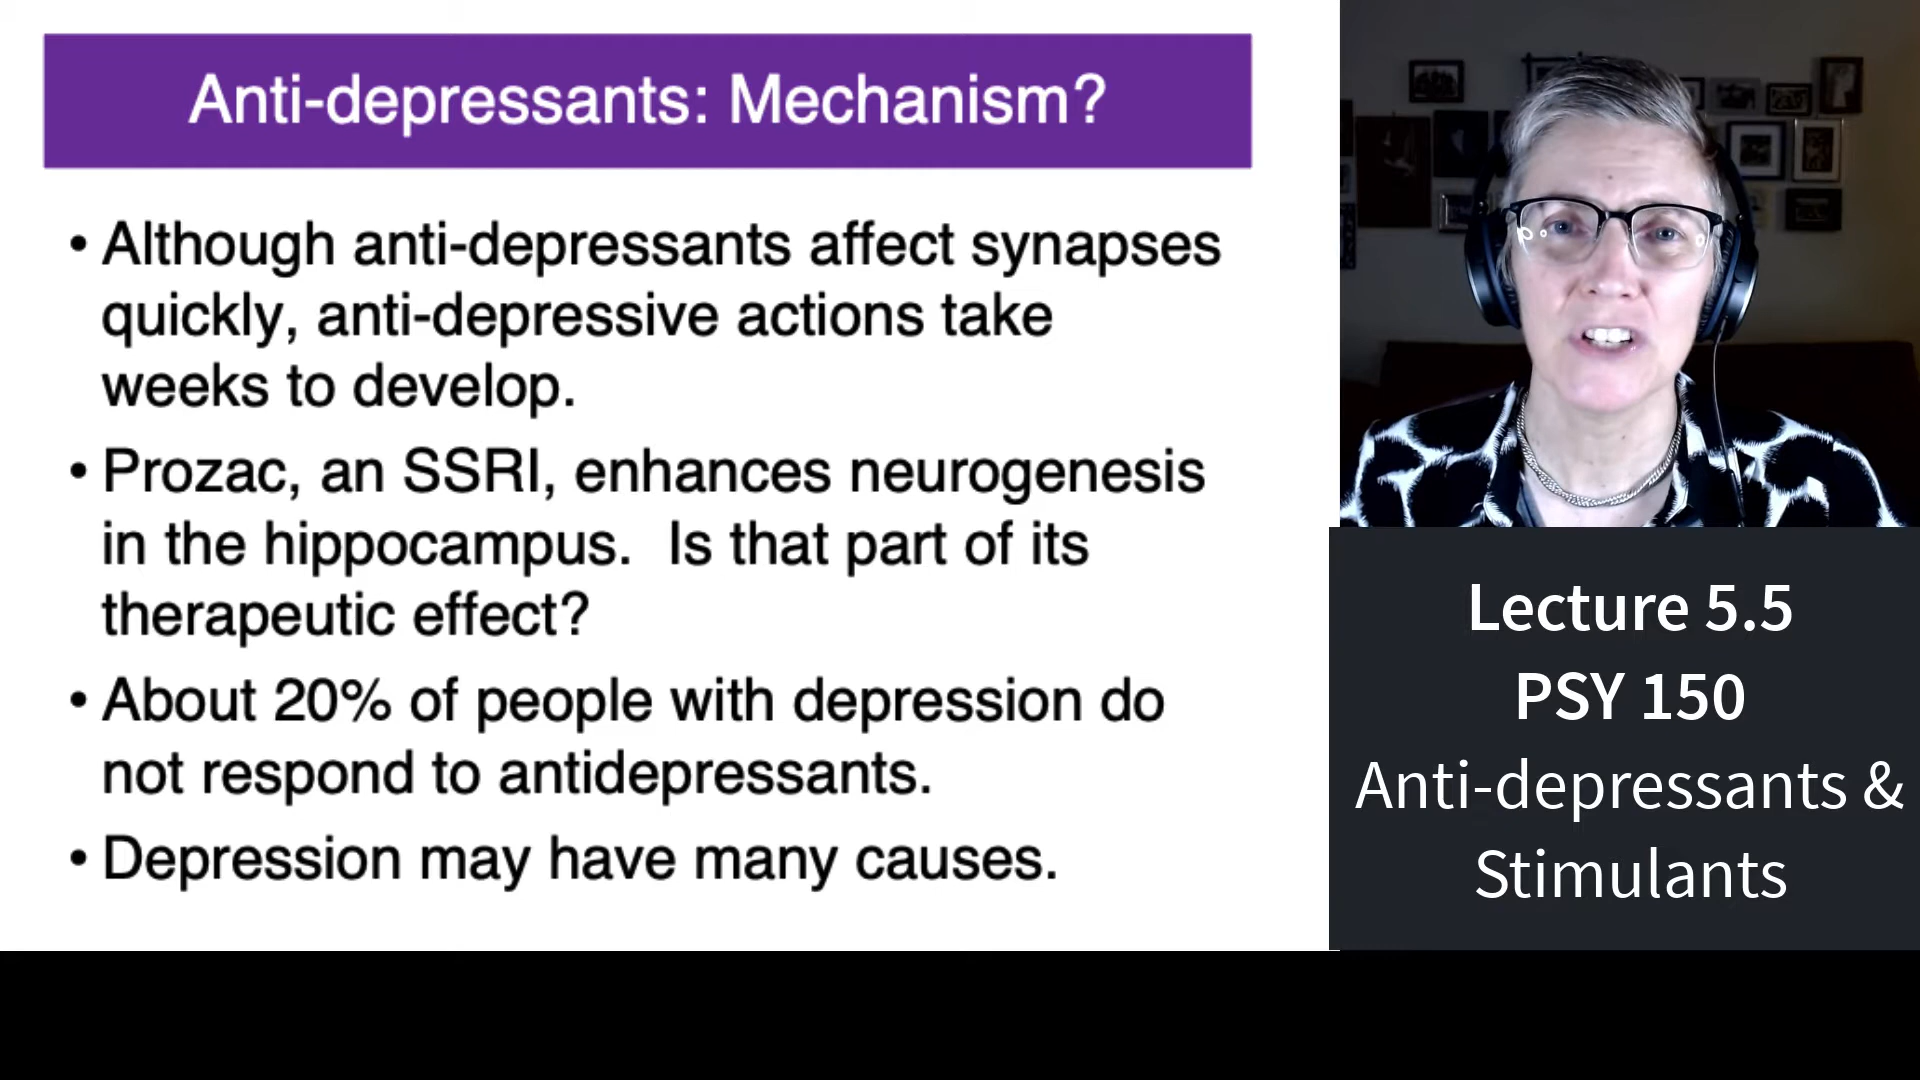 Anti-depressants: Mechanism?
• Although anti-depressants affect synapses
quickly, anti-depressive actions take
weeks to develop.
• Prozac, an SSRI, enhances neurogenesis
in the hippocampus.  Is that part of its
therapeutic effect?
• About 20% of people with depression do
not respond to antidepressants.
• Depression may have many causes.
Lecture 5.5
PSY 150
Anti-depressants &
Stimulants